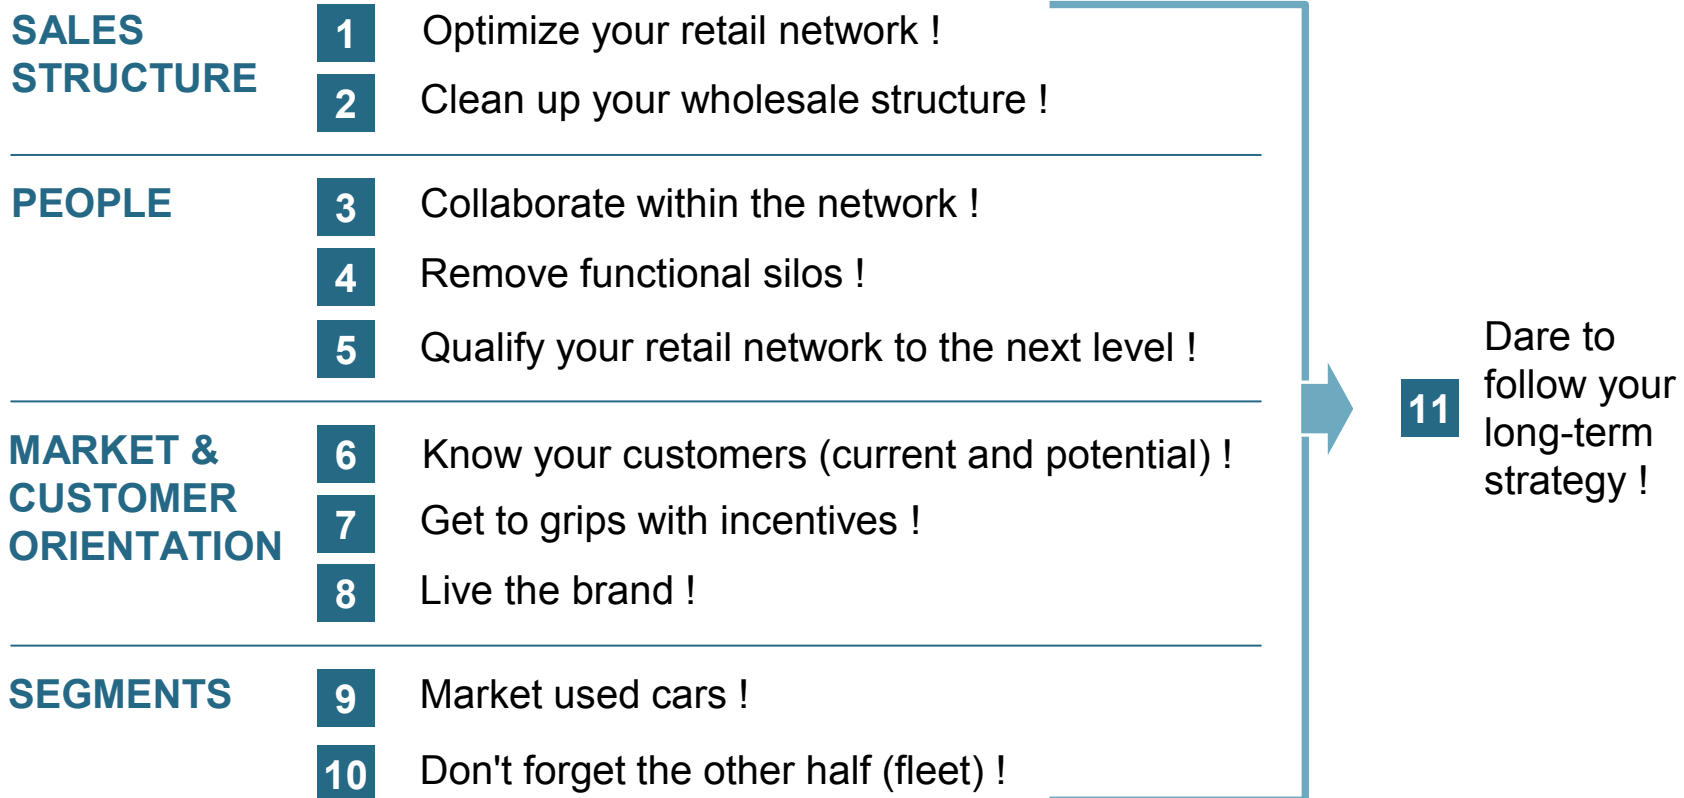 SALES
STRUCTURE
1 Optimize your retail network !
2 Clean up your wholesale structure !
PEOPLE
3 Collaborate within the network !
4 Remove functional silos !
5 Qualify your retail network to the next level !
MARKET &
CUSTOMER
ORIENTATION
6 Know your customers (current and potential) !
7 Get to grips with incentives !
8 Live the brand !
SEGMENTS
9 Market used cars !
10 Don't forget the other half (fleet) !
11
Dare to
follow your
long-term
strategy !